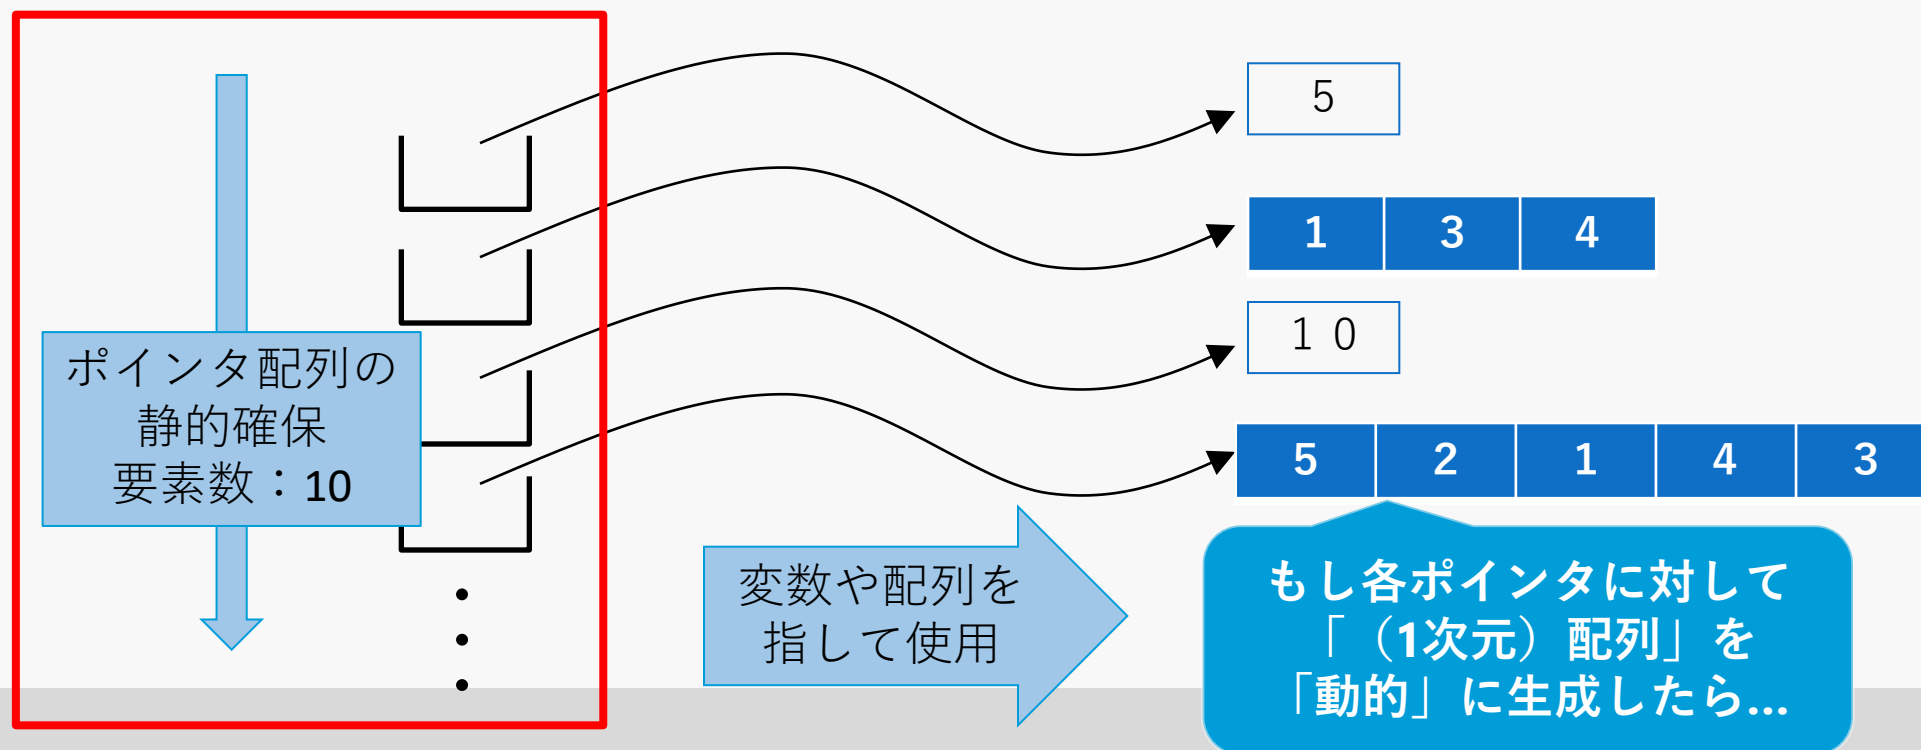 5
1 3 4
ポインタ配列の
静的確保
要素数：10
１０
5 2 1 4 3
変数や配列を
指して使用
もし各ポインタに対して
「（1次元）配列」を
「動的」に生成したら...